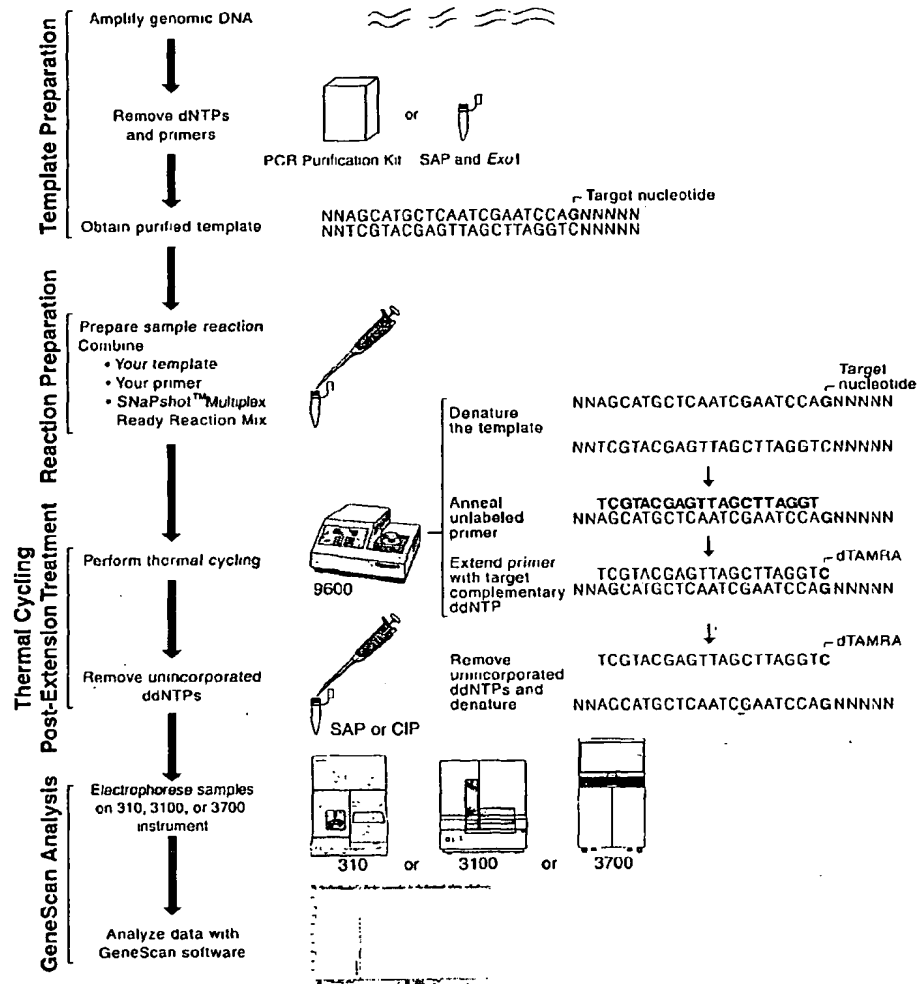 Template Preparation
Amplify genomic DNA
Remove dNTPs
and primers
or
PCR Purification Kit
SAP and ExoI
Target nucleotide
Obtain purified template
NNAGCATGCTCAATCGAATCCAGNNNNN
NNTCGTACGAGTTAGCTTAGGTCNNNNN
Reaction Preparation
Prepare sample reaction
Combine
• Your template
• Your primer
• SNaPshot™Multiplex
Ready Reaction Mix
Denature
the template
Target
nucleotide
NNAGCATGCTCAATCGAATCCAGNNNNN
NNTCGTACGAGTTAGCTTAGGTCNNNNN
Anneal
unlabeled
primer
TCGTACGAGTTAGCTTAGGT
NNAGCATGCTCAATCGAATCCAGNNNNN
Thermal Cycling
Post-Extension Treatment
Perform thermal cycling
9600
Extend primer
with target
complementary
ddNTP
dTAMRA
TCGTACGAGTTAGCTTAGGTC
NNAGCATGCTCAATCGAATCCAGNNNNN
Remove unincorporated
ddNTPs
SAP or CIP
Remove
unincorporated
ddNTPs and
denature
dTAMRA
TCGTACGAGTTAGCTTAGGTC
NNAGCATGCTCAATCGAATCCAGNNNNN
GeneScan Analysis
Electrophorese samples
on 310, 3100, or 3700
instrument
310 or 3100 or 3700
Analyze data with
GeneScan software